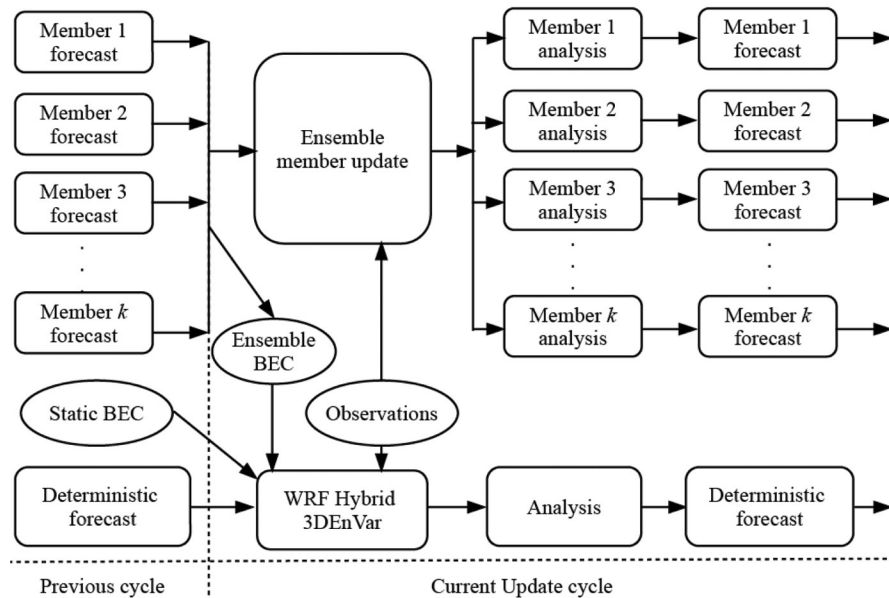 Member 1
forecast
Member 2
forecast
Member 3
forecast
Member k
forecast
Ensemble
member update
Member 1
analysis
Member 1
forecast
Member 2
analysis
Member 2
forecast
Member 3
analysis
Member 3
forecast
Member k
analysis
Member k
forecast
Ensemble
BEC
Static BEC
Observations
Deterministic
forecast
WRF Hybrid
3DEnVar
Analysis
Deterministic
forecast
Previous cycle
Current Update cycle